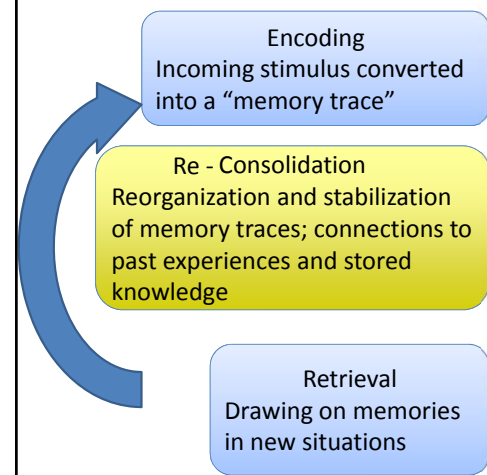 Encoding
Incoming stimulus converted
into a “memory trace”
Re - Consolidation
Reorganization and stabilization
of memory traces; connections to
past experiences and stored
knowledge
Retrieval
Drawing on memories
in new situations